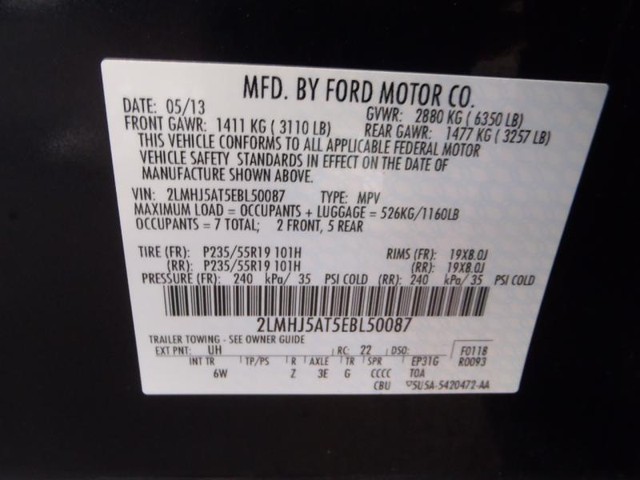 MFD. BY FORD MOTOR CO.
DATE: 05/13 GVWR: 2880 KG ( 6350 LB)
FRONT GAWR: 1411 KG ( 3110 LB) REAR GAWR: 1477 KG ( 3257 LB)
THIS VEHICLE CONFORMS TO ALL APPLICABLE FEDERAL MOTOR
VEHICLE SAFETY STANDARDS IN EFFECT ON THE DATE OF
MANUFACTURE SHOWN ABOVE.
VIN: 2LMHJ5AT5EBL50087 TYPE: MPV
MAXIMUM LOAD = OCCUPANTS + LUGGAGE = 526KG/1160LB
OCCUPANTS = 7 TOTAL; 2 FRONT, 5 REAR
TIRE (FR): P235/55R19 101H RIMS (FR): 19X8.0J
(RR): P235/55R19 101H (RR): 19X8.0J
PRESSURE (FR): 240 kPa/ 35 PSI COLD (RR): 240 kPa/ 35 PSI COLD
2LMHJ5AT5EBL50087
TRAILER TOWING - SEE OWNER GUIDE
EXT PNT: UH RC: 22 DSO: F0118
INT TR TP/PS R AXLE TR SPR EP31G R0093
6W Z 3E G CCCC TOA
CBU 5U5A-5420472-AA